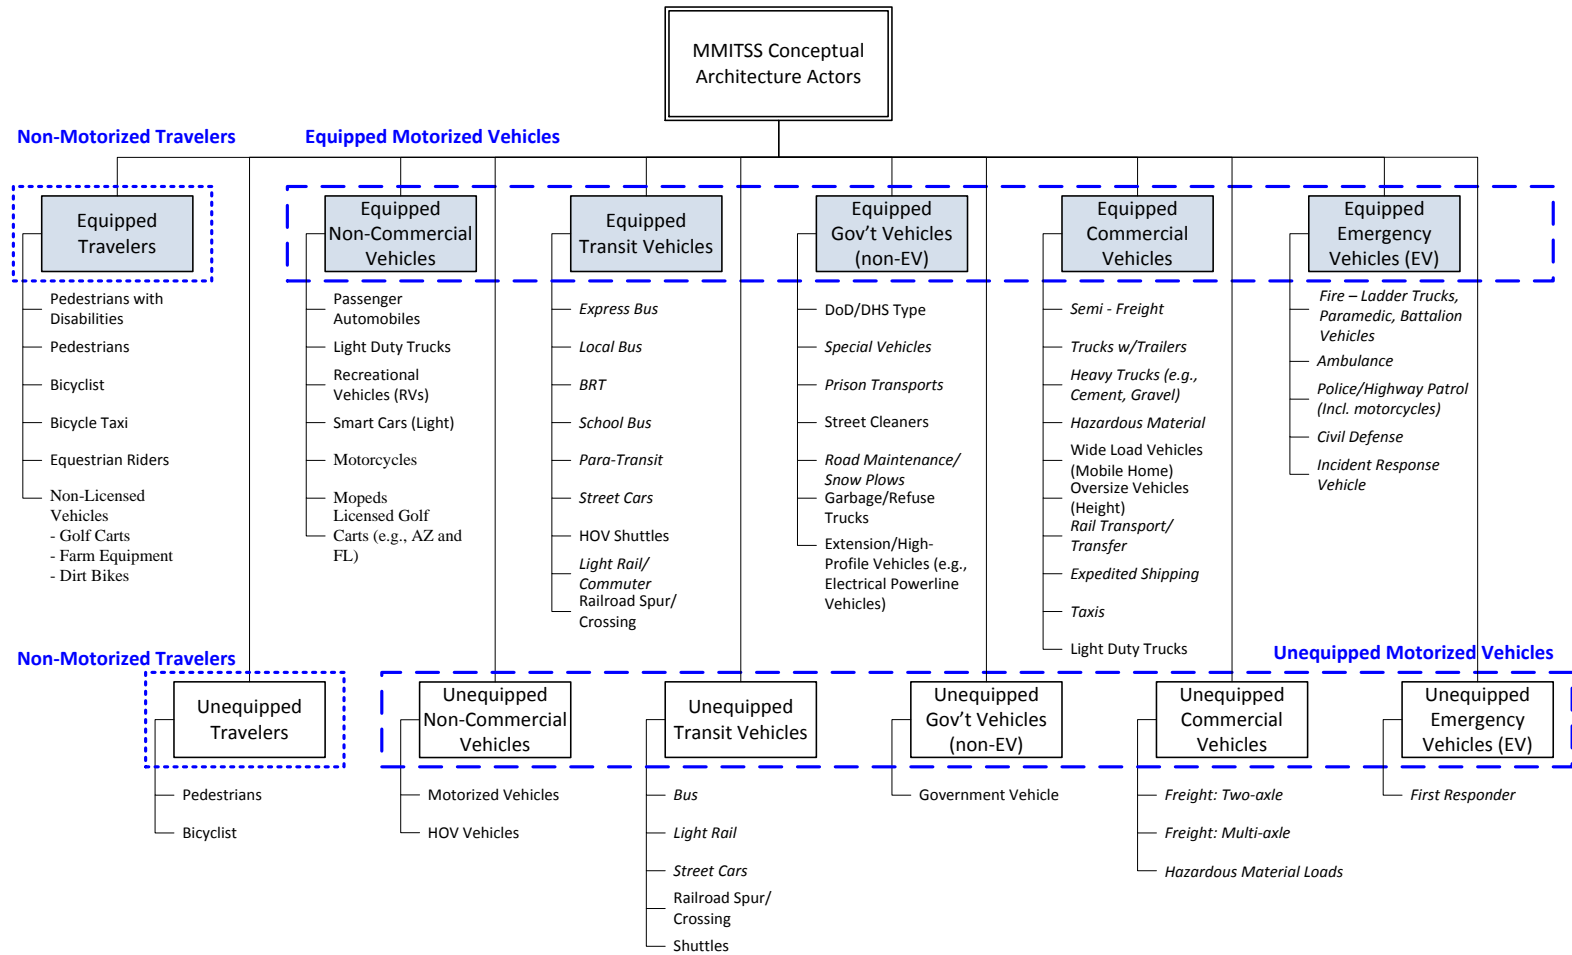 MMITSS Conceptual
Architecture Actors
Non-Motorized Travelers
Equipped Motorized Vehicles
Equipped
Travelers
Pedestrians with
Disabilities
Pedestrians
Bicyclist
Bicycle Taxi
Equestrian Riders
Non-Licensed
Vehicles
- Golf Carts
- Farm Equipment
- Dirt Bikes
Equipped
Non-Commercial
Vehicles
Passenger
Automobiles
Light Duty Trucks
Recreational
Vehicles (RVs)
Smart Cars (Light)
Motorcycles
Mopeds
Licensed Golf
Carts (e.g., AZ and
FL)
Equipped
Transit Vehicles
Express Bus
Local Bus
BRT
School Bus
Para-Transit
Street Cars
HOV Shuttles
Light Rail/
Commuter
Railroad Spur/
Crossing
Equipped
Gov't Vehicles
(non-EV)
DoD/DHS Type
Special Vehicles
Prison Transports
Street Cleaners
Road Maintenance/
Snow Plows
Garbage/Refuse
Trucks
Extension/High-
Profile Vehicles (e.g.,
Electrical Powerline
Vehicles)
Equipped
Commercial
Vehicles
Semi - Freight
Trucks w/Trailers
Heavy Trucks (e.g.,
Cement, Gravel)
Hazardous Material
Wide Load Vehicles
(Mobile Home)
Oversize Vehicles
(Height)
Rail Transport/
Transfer
Expedited Shipping
Taxis
Light Duty Trucks
Equipped
Emergency
Vehicles (EV)
Fire – Ladder Trucks,
Paramedic, Battalion
Vehicles
Ambulance
Police/Highway Patrol
(Incl. motorcycles)
Civil Defense
Incident Response
Vehicle
Non-Motorized Travelers
Unequipped Motorized Vehicles
Unequipped
Travelers
Pedestrians
Bicyclist
Unequipped
Non-Commercial
Vehicles
Motorized Vehicles
HOV Vehicles
Unequipped
Transit Vehicles
Bus
Light Rail
Street Cars
Railroad Spur/
Crossing
Shuttles
Unequipped
Gov't Vehicles
(non-EV)
Government Vehicle
Unequipped
Commercial
Vehicles
Freight: Two-axle
Freight: Multi-axle
Hazardous Material Loads
Unequipped
Emergency
Vehicles (EV)
First Responder